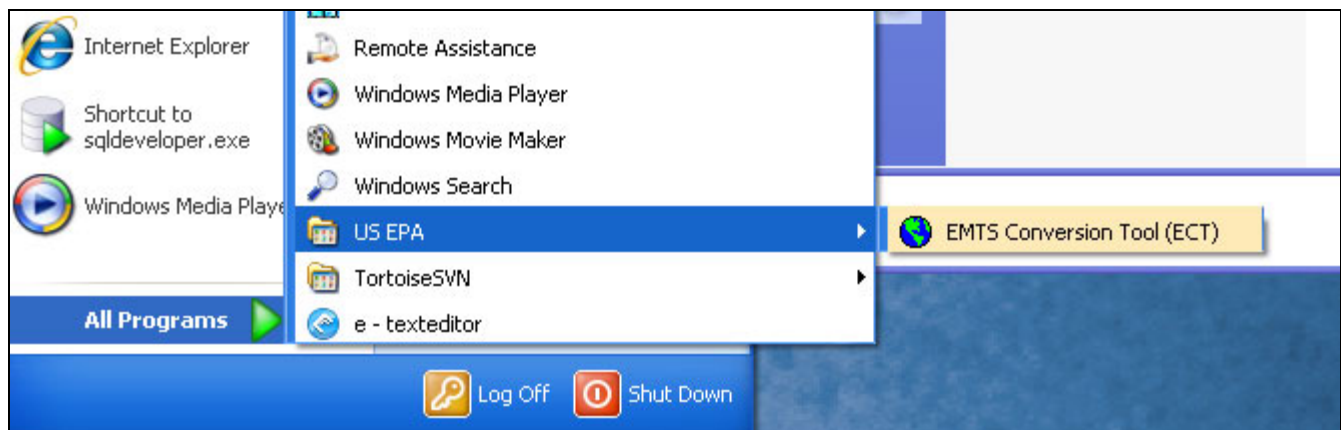 Internet Explorer
Shortcut to
sqldeveloper.exe
Windows Media Playe
All Programs
Remote Assistance
Windows Media Player
Windows Movie Maker
Windows Search
US EPA
TortoiseSVN
e - texteditor
EMTS Conversion Tool (ECT)
Log Off
Shut Down